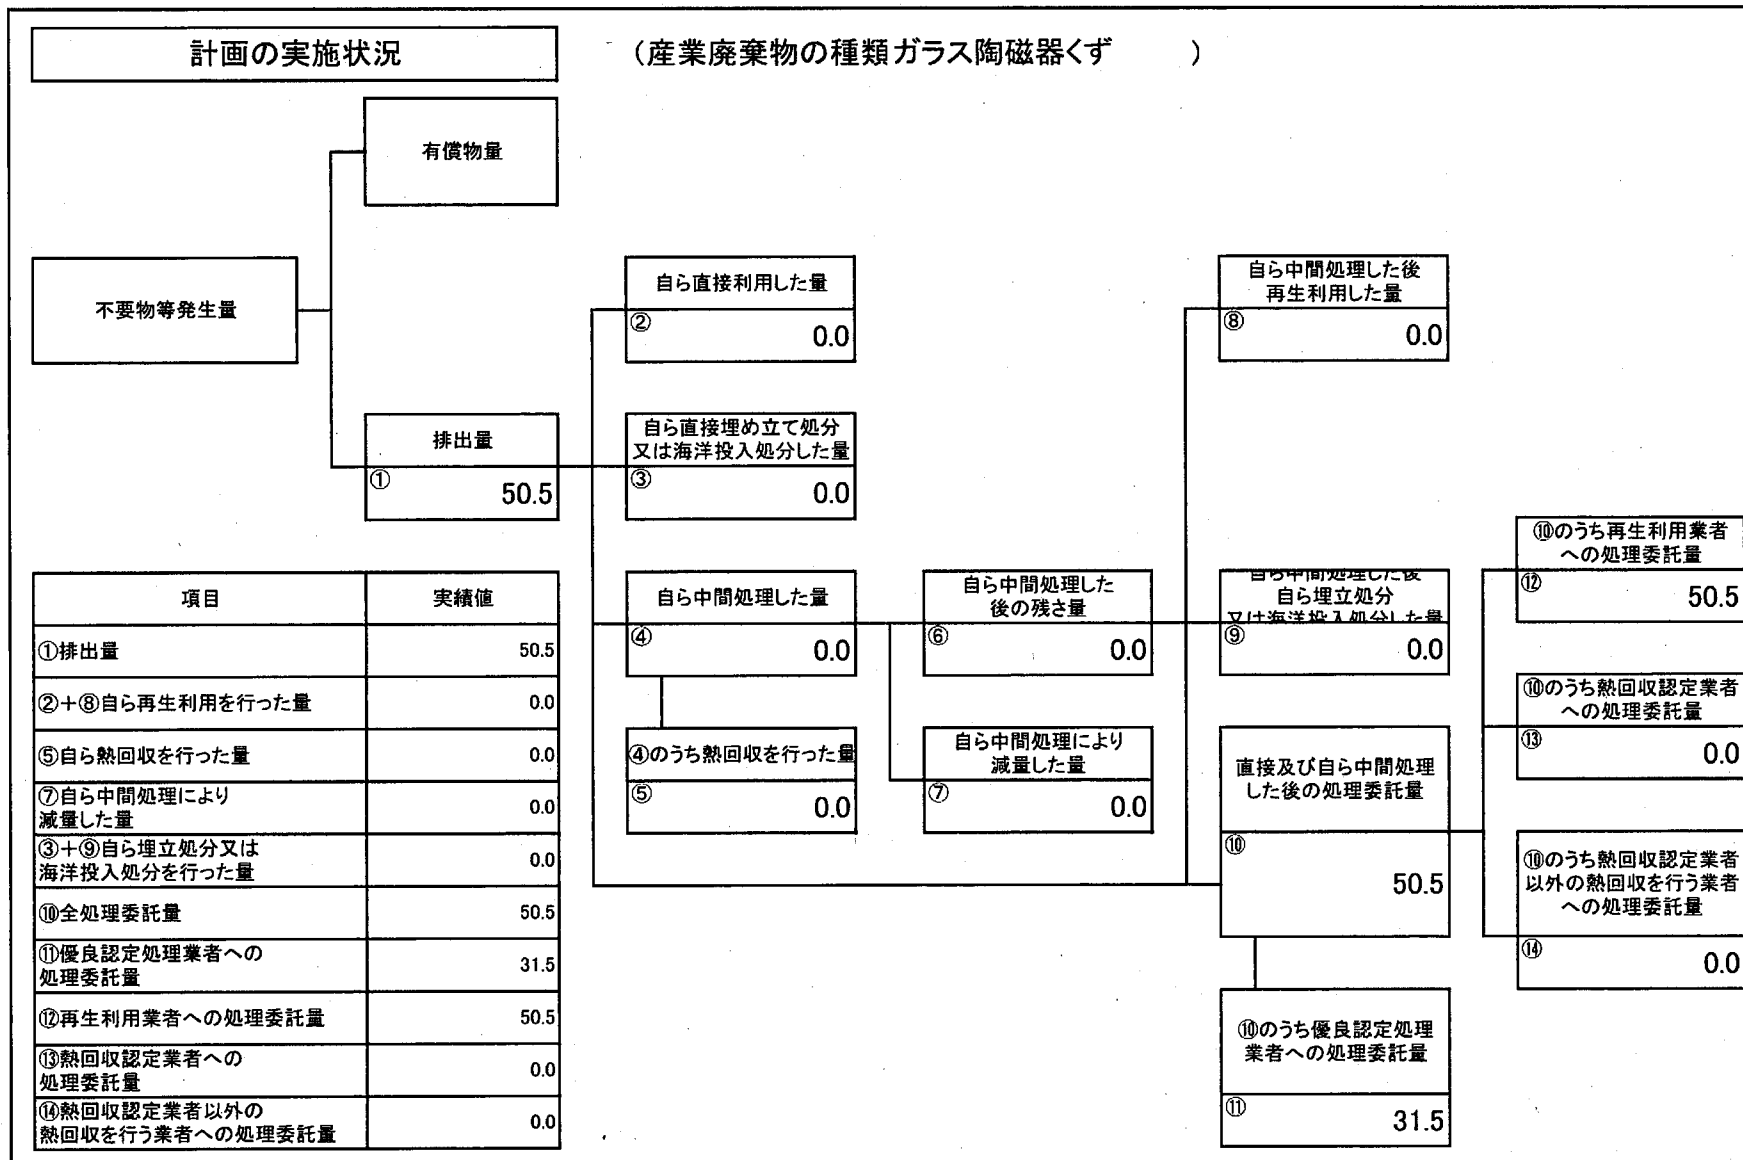 計画の実施状況
（産業廃棄物の種類ガラス陶磁器くず　　　）
有償物量
不要物等発生量
排出量
① 50.5
自ら直接利用した量
② 0.0
自ら直接埋め立て処分
又は海洋投入処分した量
③ 0.0
自ら中間処理した量
④ 0.0
④のうち熱回収を行った量
⑤ 0.0
自ら中間処理した
後の残さ量
⑥ 0.0
自ら中間処理により
減量した量
⑦ 0.0
自ら中間処理した後
再生利用した量
⑧ 0.0
自ら中間処理した後
自ら埋立処分
又は海洋投入処分した量
⑨ 0.0
直接及び自ら中間処理
した後の処理委託量
⑩
50.5
⑩のうち優良認定処理
業者への処理委託量
⑪ 31.5
⑩のうち再生利用業者
への処理委託量
⑫ 50.5
⑩のうち熱回収認定業者
への処理委託量
⑬ 0.0
⑩のうち熱回収認定業者
以外の熱回収を行う業者
への処理委託量
⑭ 0.0
項目 実績値
①排出量 50.5
②＋⑧自ら再生利用を行った量 0.0
⑤自ら熱回収を行った量 0.0
⑦自ら中間処理により
減量した量 0.0
③＋⑨自ら埋立処分又は
海洋投入処分を行った量 0.0
⑩全処理委託量 50.5
⑪優良認定処理業者への
処理委託量 31.5
⑫再生利用業者への処理委託量 50.5
⑬熱回収認定業者への
処理委託量 0.0
⑭熱回収認定業者以外の
熱回収を行う業者への処理委託量 0.0